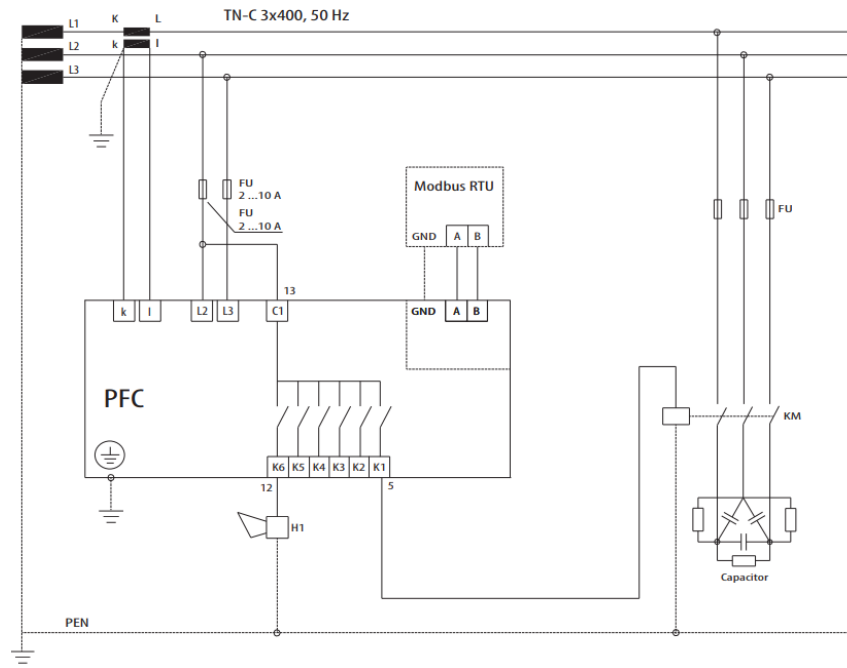 TN-C 3x400, 50 Hz
L1
K
L
L2
k
l
L3
FU
2 ...10 A
FU
2 ...10 A
Modbus RTU
GND
A
B
FU
13
k
l
L2
L3
C1
GND
A
B
PFC
KM
K6
K5
K4
K3
K2
K1
12
5
H1
Capacitor
PEN